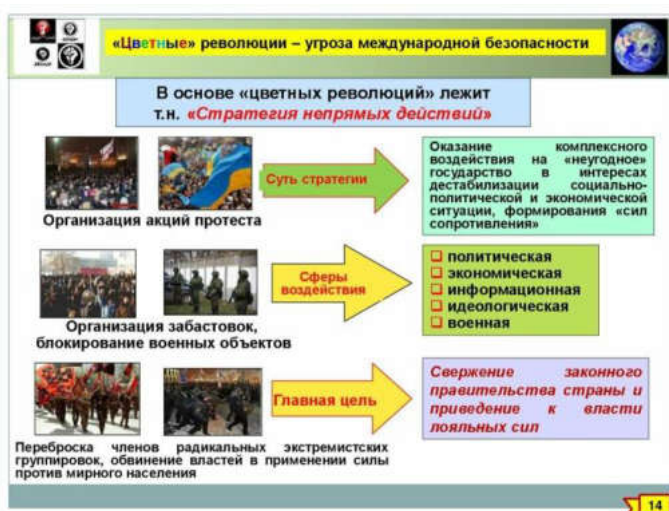 «Цветные» революции – угроза международной безопасности
В основе «цветных революций» лежит
т.н. «Стратегия непрямых действий»
Организация акций протеста
Суть стратегии
Оказание комплексного
воздействия на «неугодное»
государство в интересах
дестабилизации социально-
политической и экономической
ситуации, формирования «сил
сопротивления»
Организация забастовок,
блокирование военных объектов
Сферы
воздействия
политическая
экономическая
информационная
идеологическая
военная
Переброска членов радикальных экстремистских
группировок, обвинение властей в применении силы
против мирного населения
Главная цель
Свержение законного
правительства страны и
приведение к власти
лояльных сил
14